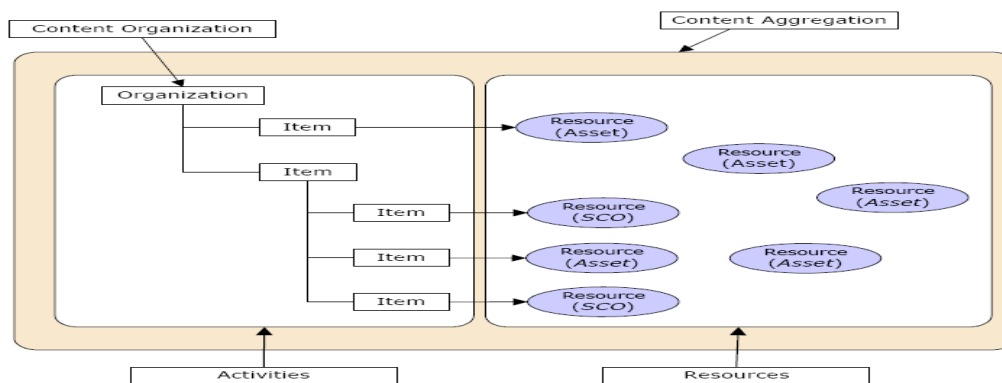 Content Organization
Content Aggregation
Organization
Item
Resource
(Asset)
Resource
(Asset)
Item
Resource
(Asset)
Item
Resource
(SCO)
Item
Resource
(Asset)
Resource
(Asset)
Item
Resource
(SCO)
Activities
Resources